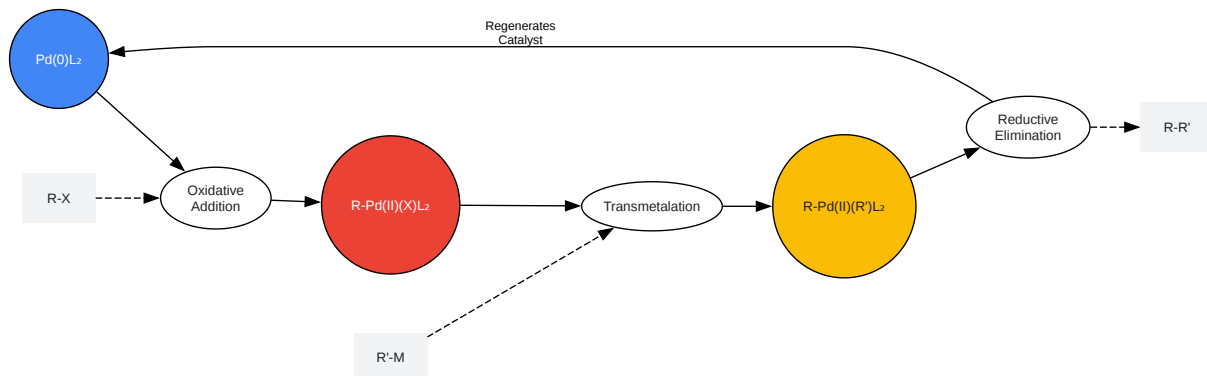 Regenerates
Catalyst
Pd(0)L₂
Reductive
Elimination
R-R'
R-X
Oxidative
Addition
R-Pd(II)(X)L₂
Transmetalation
R-Pd(II)(R')L₂
R'-M